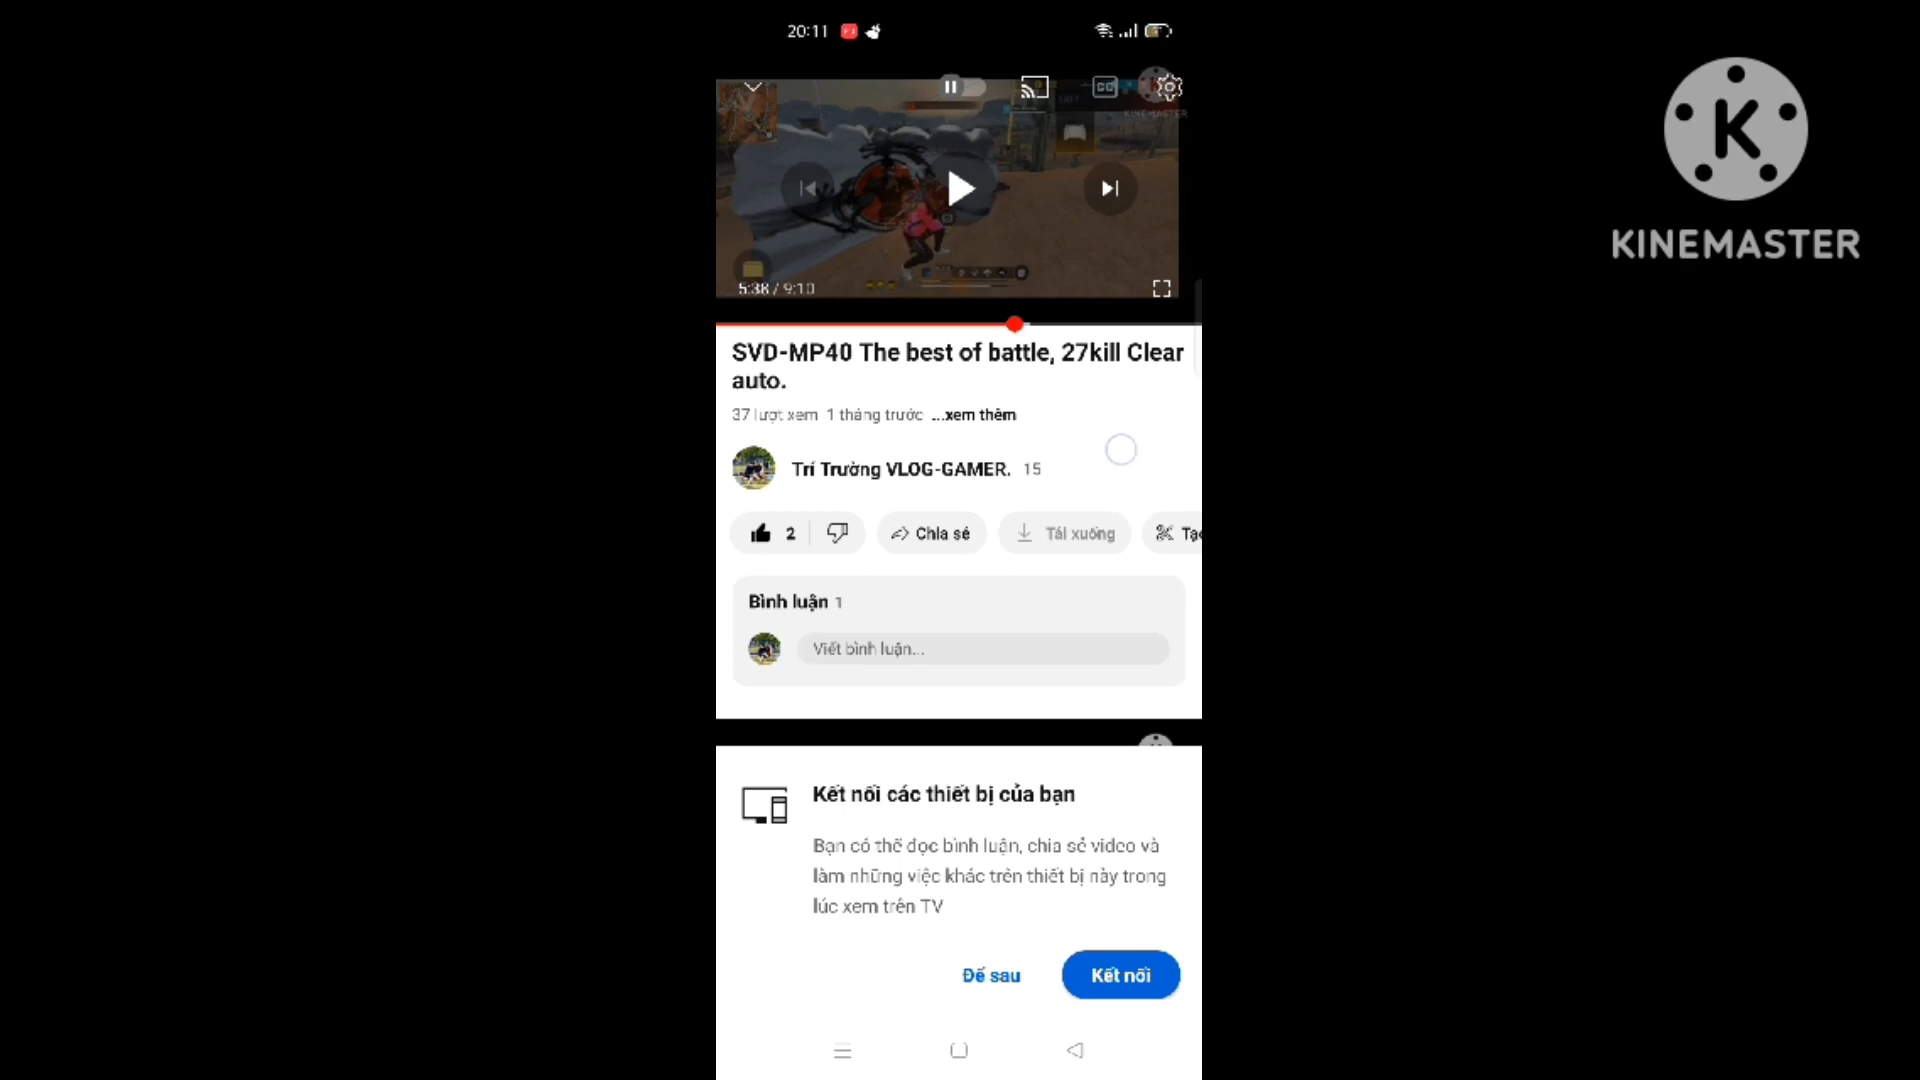 20:11
KINEMASTER
KINEMASTER
5:38 / 9:10
SVD-MP40 The best of battle, 27kill Clear
auto.
37 lượt xem 1 tháng trước ...xem thêm
Trí Trường VLOG-GAMER. 15
2
Chia sẻ
Tải xuống
Tạo
Bình luận 1
Viết bình luận...
Kết nối các thiết bị của bạn
Bạn có thể đọc bình luận, chia sẻ video và
làm những việc khác trên thiết bị này trong
lúc xem trên TV
Để sau
Kết nối